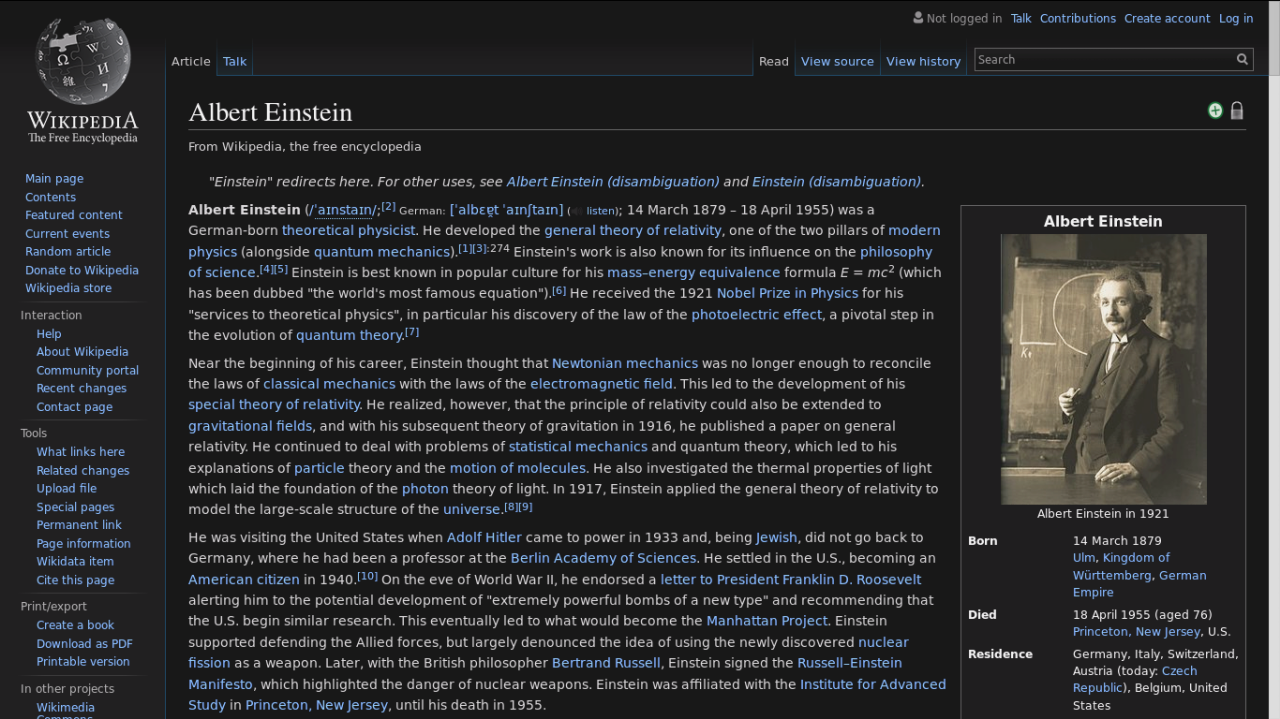 Not logged in Talk Contributions Create account Log in
WIKIPEDIA
The Free Encyclopedia
Article Talk
Read View source View history
Search
Main page
Contents
Featured content
Current events
Random article
Donate to Wikipedia
Wikipedia store
Interaction
Help
About Wikipedia
Community portal
Recent changes
Contact page
Tools
What links here
Related changes
Upload file
Special pages
Permanent link
Page information
Wikidata item
Cite this page
Print/export
Create a book
Download as PDF
Printable version
In other projects
Wikimedia
Commons
Albert Einstein
From Wikipedia, the free encyclopedia
"Einstein" redirects here. For other uses, see Albert Einstein (disambiguation) and Einstein (disambiguation).
Albert Einstein (/ˈaɪnstaɪn/;[2] German: [ˈalbɛɐ̯t ˈaɪnʃtaɪn] ( listen); 14 March 1879 – 18 April 1955) was a
German-born theoretical physicist. He developed the general theory of relativity, one of the two pillars of modern
physics (alongside quantum mechanics).[1][3]:274 Einstein's work is also known for its influence on the philosophy
of science.[4][5] Einstein is best known in popular culture for his mass–energy equivalence formula E = mc2 (which
has been dubbed "the world's most famous equation").[6] He received the 1921 Nobel Prize in Physics for his
"services to theoretical physics", in particular his discovery of the law of the photoelectric effect, a pivotal step in
the evolution of quantum theory.[7]
Near the beginning of his career, Einstein thought that Newtonian mechanics was no longer enough to reconcile
the laws of classical mechanics with the laws of the electromagnetic field. This led to the development of his
special theory of relativity. He realized, however, that the principle of relativity could also be extended to
gravitational fields, and with his subsequent theory of gravitation in 1916, he published a paper on general
relativity. He continued to deal with problems of statistical mechanics and quantum theory, which led to his
explanations of particle theory and the motion of molecules. He also investigated the thermal properties of light
which laid the foundation of the photon theory of light. In 1917, Einstein applied the general theory of relativity to
model the large-scale structure of the universe.[8][9]
He was visiting the United States when Adolf Hitler came to power in 1933 and, being Jewish, did not go back to
Germany, where he had been a professor at the Berlin Academy of Sciences. He settled in the U.S., becoming an
American citizen in 1940.[10] On the eve of World War II, he endorsed a letter to President Franklin D. Roosevelt
alerting him to the potential development of "extremely powerful bombs of a new type" and recommending that
the U.S. begin similar research. This eventually led to what would become the Manhattan Project. Einstein
supported defending the Allied forces, but largely denounced the idea of using the newly discovered nuclear
fission as a weapon. Later, with the British philosopher Bertrand Russell, Einstein signed the Russell–Einstein
Manifesto, which highlighted the danger of nuclear weapons. Einstein was affiliated with the Institute for Advanced
Study in Princeton, New Jersey, until his death in 1955.
Albert Einstein
Albert Einstein in 1921
Born 14 March 1879
Ulm, Kingdom of
Württemberg, German
Empire
Died 18 April 1955 (aged 76)
Princeton, New Jersey, U.S.
Residence Germany, Italy, Switzerland,
Austria (today: Czech
Republic), Belgium, United
States